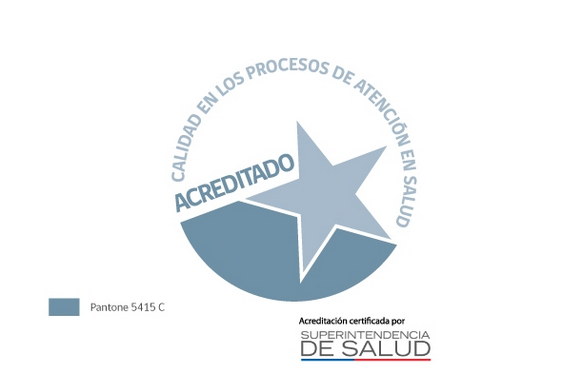 CALIDAD EN LOS PROCESOS DE ATENCIÓN EN SALUD
ACREDITADO
Pantone 5415 C
Acreditación certificada por
SUPERINTENDENCIA
DE SALUD